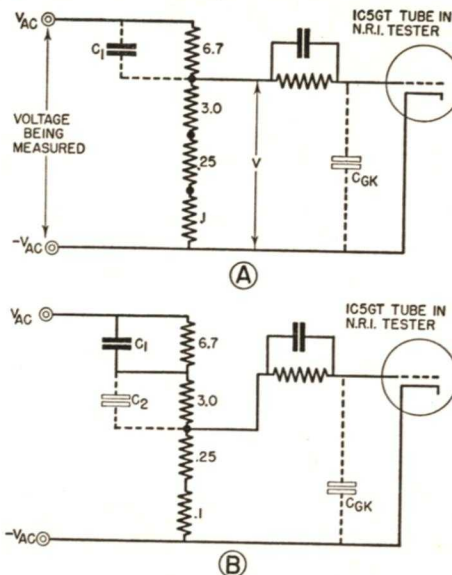 VAC
C1
6.7
IC5GT TUBE IN
N.R.I. TESTER
VOLTAGE
BEING
MEASURED
3.0
.25
.1
V
CGK
-VAC
A
VAC
C1
6.7
IC5GT TUBE IN
N.R.I. TESTER
C2
3.0
.25
.1
CGK
-VAC
B